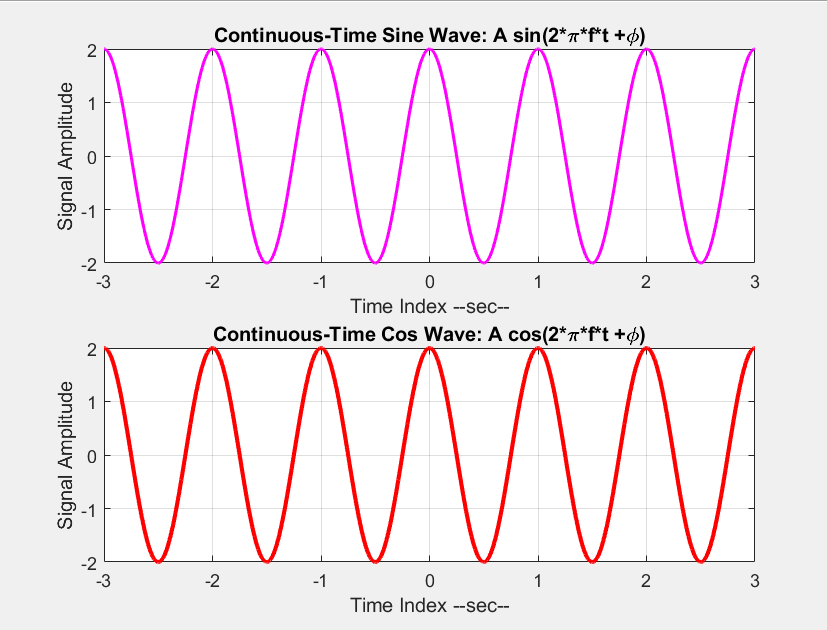 Continuous-Time Sine Wave: A sin(2*π*f*t +ϕ)
2
1
0
-1
-2
Signal Amplitude
-3 -2 -1 0 1 2 3
Time Index --sec--
Continuous-Time Cos Wave: A cos(2*π*f*t +ϕ)
2
1
0
-1
-2
Signal Amplitude
-3 -2 -1 0 1 2 3
Time Index --sec--